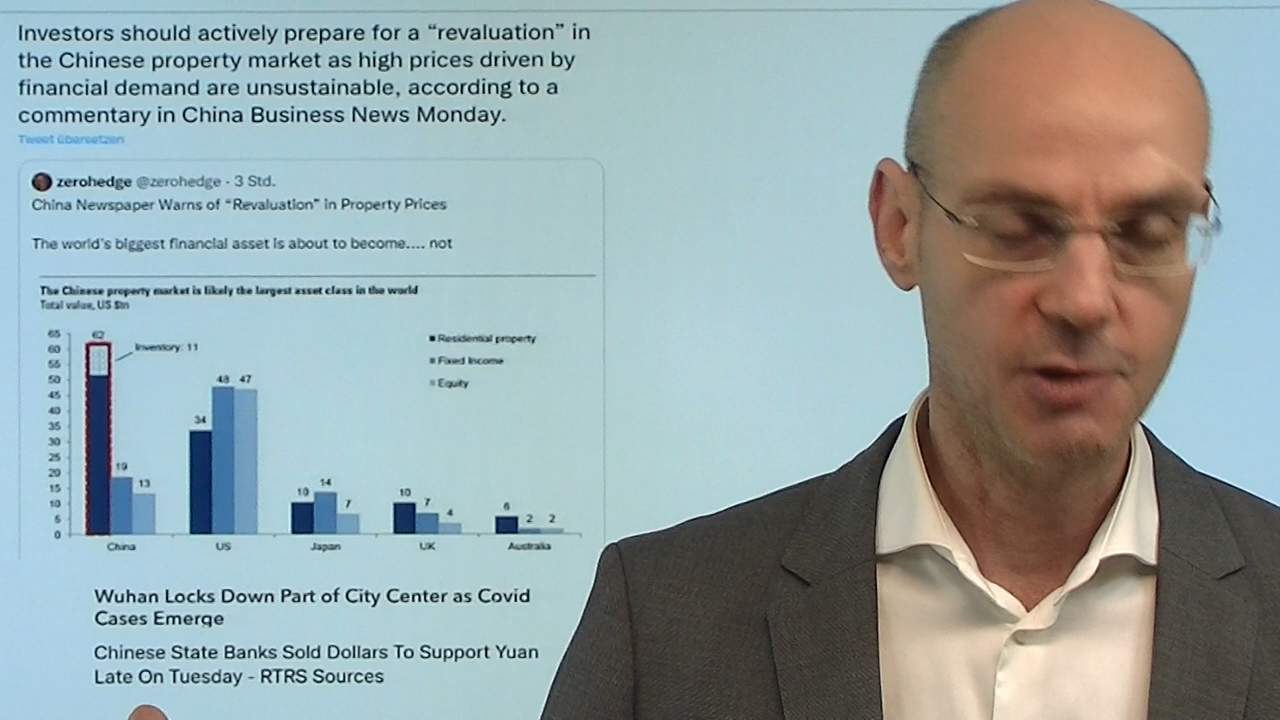 Investors should actively prepare for a “revaluation” in
the Chinese property market as high prices driven by
financial demand are unsustainable, according to a
commentary in China Business News Monday.
Tweet übersetzen
zerohedge @zerohedge · 3 Std.
China Newspaper Warns of “Revaluation” in Property Prices
The world's biggest financial asset is about to become.... not
The Chinese property market is likely the largest asset class in the world
Total value, US $tn
65
60
55
50
45
40
35
30
25
20
15
10
5
0
62
Inventory: 11
19
13
34
48
47
10
14
7
10
7
4
6
2
2
Residential property
Fixed Income
Equity
China
US
Japan
UK
Australia
Wuhan Locks Down Part of City Center as Covid
Cases Emerge
Chinese State Banks Sold Dollars To Support Yuan
Late On Tuesday - RTRS Sources